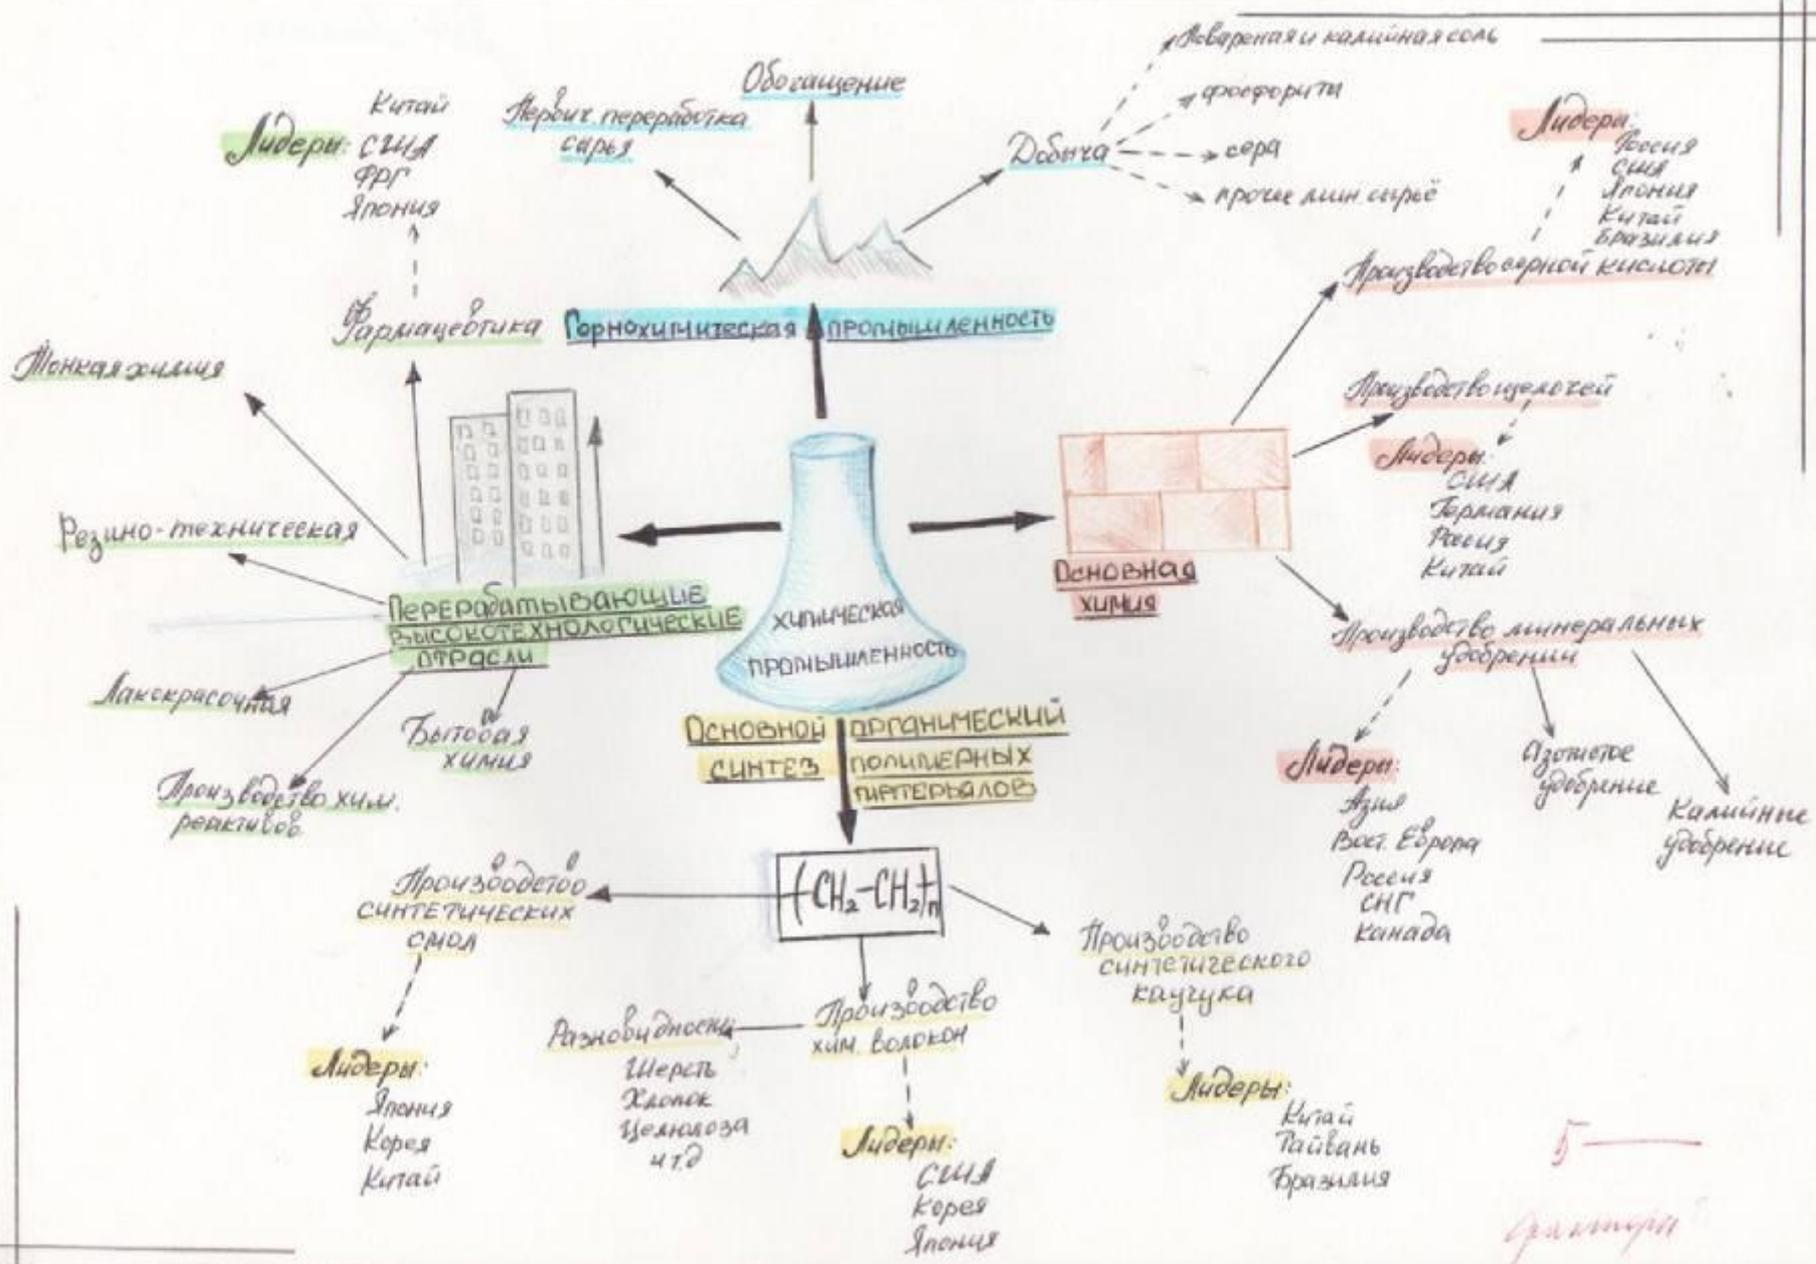 Повареная и калийная соль
фосфориты
сера
прочие мин. сырьё
Добыча
Обогащение
Первич. переработка
сырья
Горнохимическая промышленность
Лидеры:
Китай
США
ФРГ
Япония
Фармацевтика
Тонкая химия
Резино-техническая
Перерабатывающие
высокотехнологические
отрасли
Лакокрасочная
Бытовая
химия
Производство хим.
реактивов
Химическая
промышленность
Основная
химия
Производство серной кислоты
Лидеры:
Россия
США
Япония
Китай
Бразилия
Производство щелочей
Лидеры:
США
Германия
Россия
Китай
Производство минеральных
удобрений
Лидеры:
Азия
Вост. Европа
Россия
СНГ
Канада
Азотистое
удобрение
Калийные
удобрение
Основной органический
синтез полимерных
материалов
(CH₂-CH₂)n
Производство
синтетических
смол
Лидеры:
Япония
Корея
Китай
Производство
хим. волокон
Разновидности
Шерсть
Хлопок
Целюлоза
и т.д
Лидеры:
США
Корея
Япония
Производство
синтетического
каучука
Лидеры:
Китай
Тайвань
Бразилия
5
факторы